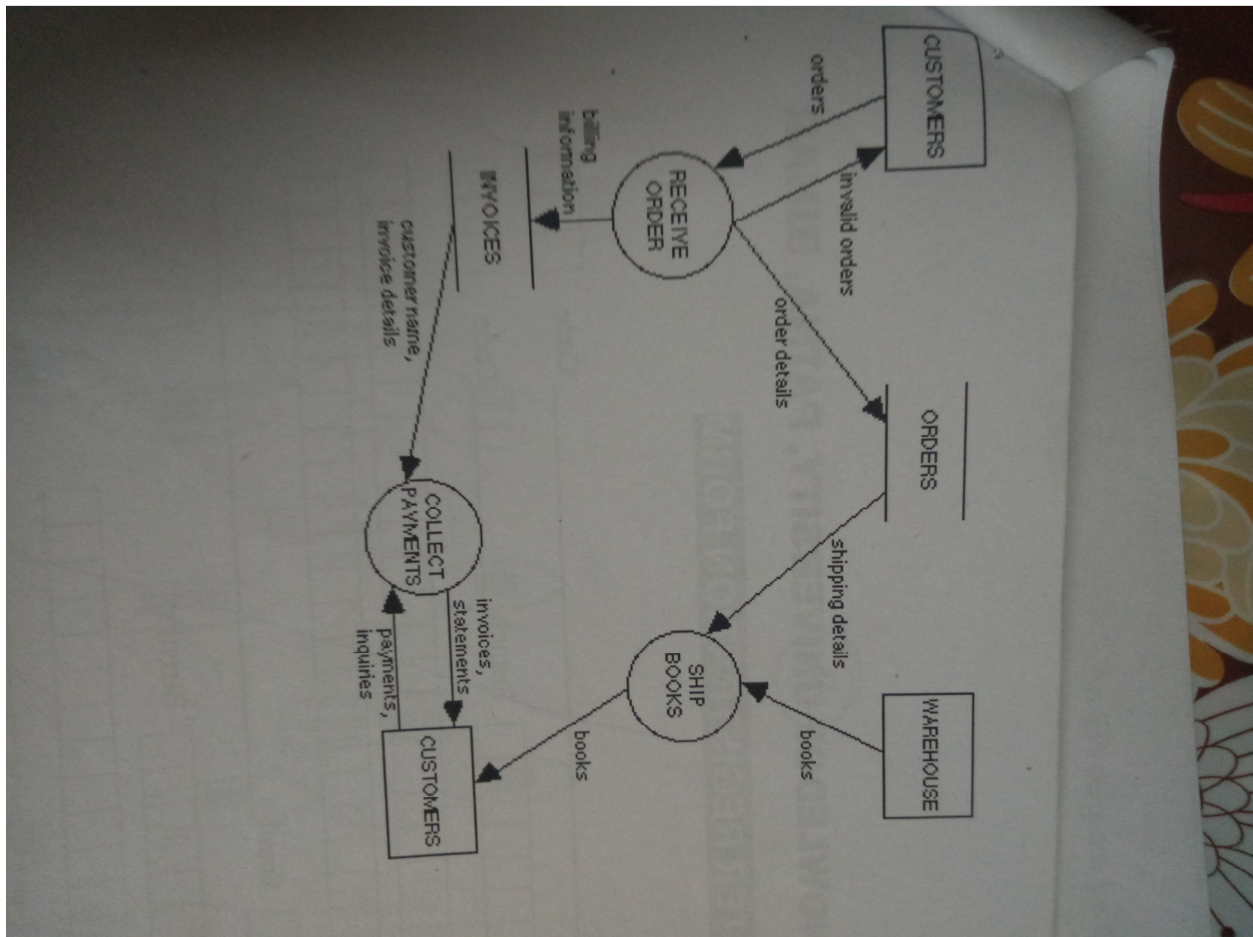 CUSTOMERS
orders
invalid orders
RECEIVE
ORDER
order details
ORDERS
shipping details
WAREHOUSE
books
SHIP
BOOKS
books
billing
information
INVOICES
customer name,
invoice details
COLLECT
PAYMENTS
invoices,
statements
payments,
inquiries
CUSTOMERS